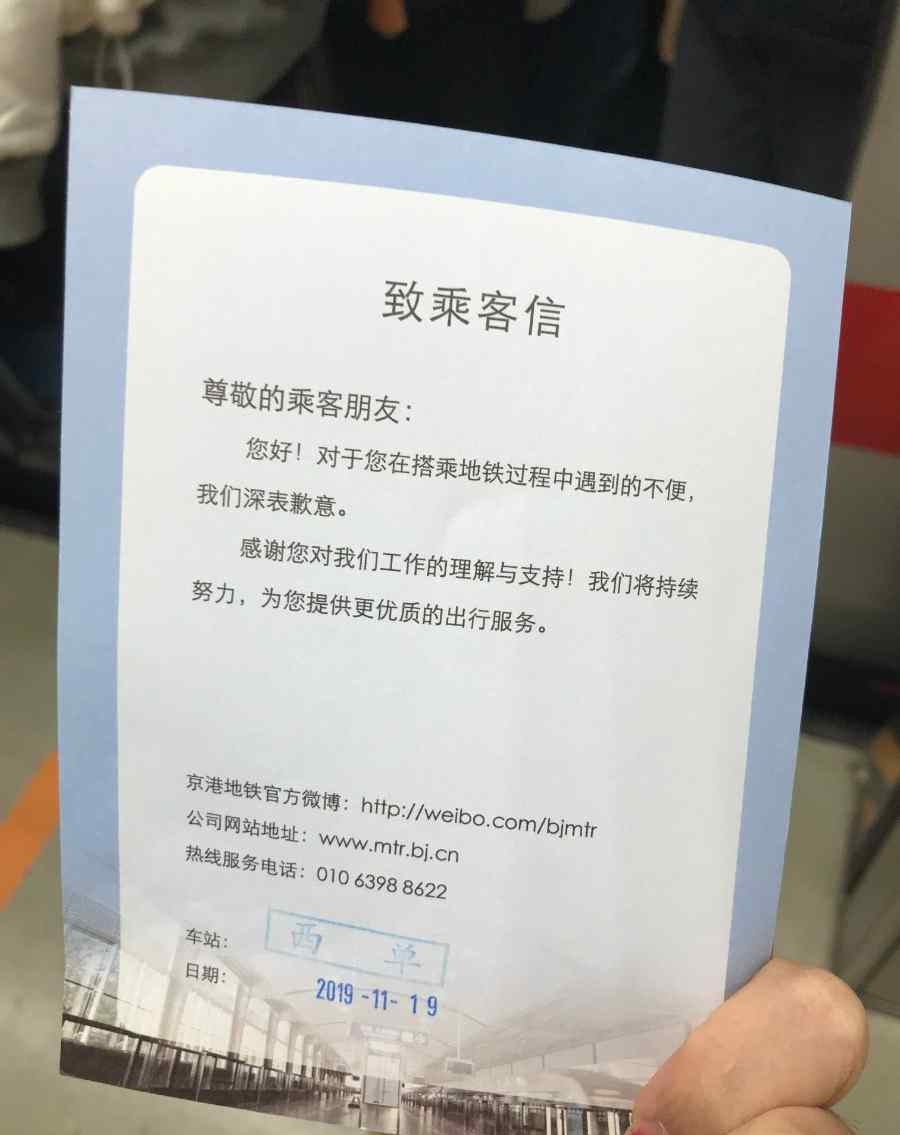 致乘客信
尊敬的乘客朋友：
您好！对于您在搭乘地铁过程中遇到的不便，
我们深表歉意。
感谢您对我们工作的理解与支持！我们将持续
努力，为您提供更优质的出行服务。
京港地铁官方微博：http://weibo.com/bjmtr
公司网站地址：www.mtr.bj.cn
热线服务电话：010 6398 8622
车站：西 单
日期：2019-11-19